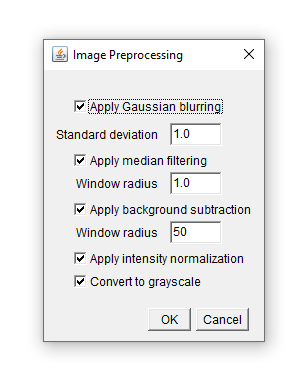 Image Preprocessing
Apply Gaussian blurring
Standard deviation 1.0
Apply median filtering
Window radius 1.0
Apply background subtraction
Window radius 50
Apply intensity normalization
Convert to grayscale
OK Cancel